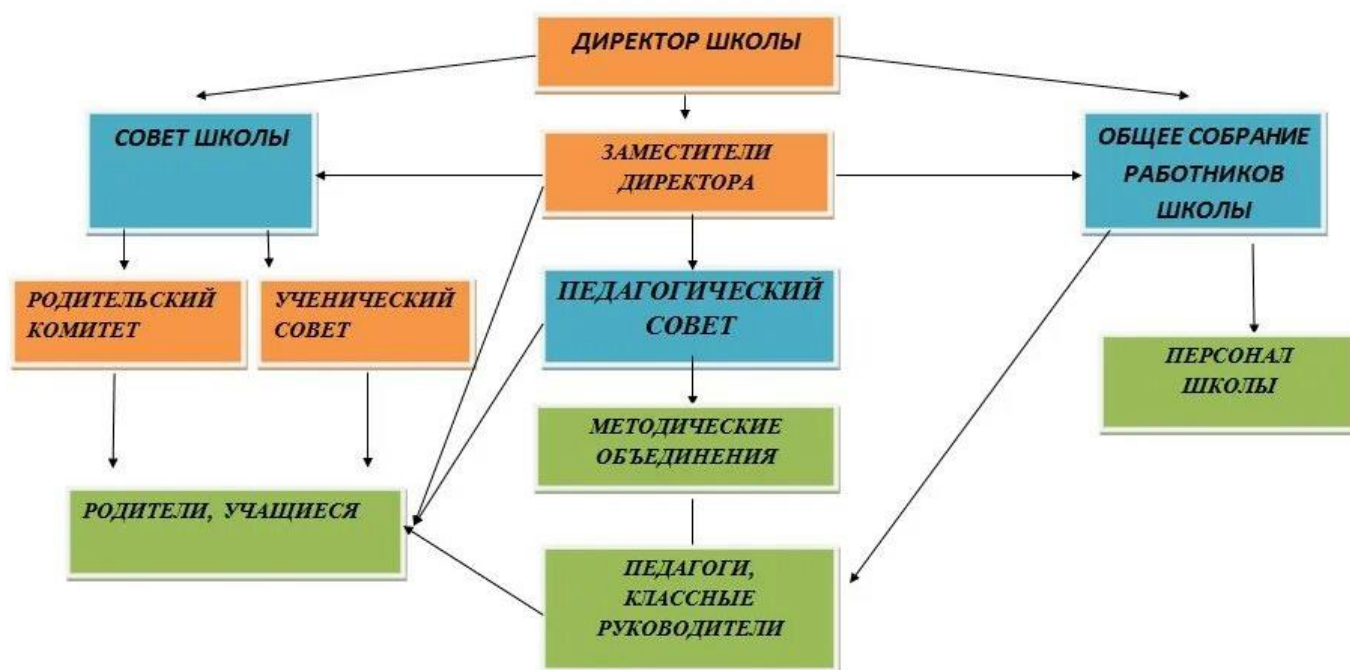 ДИРЕКТОР ШКОЛЫ
СОВЕТ ШКОЛЫ
ЗАМЕСТИТЕЛИ
ДИРЕКТОРА
ОБЩЕЕ СОБРАНИЕ
РАБОТНИКОВ
ШКОЛЫ
РОДИТЕЛЬСКИЙ
КОМИТЕТ
УЧЕНИЧЕСКИЙ
СОВЕТ
ПЕДАГОГИЧЕСКИЙ
СОВЕТ
ПЕРСОНАЛ
ШКОЛЫ
МЕТОДИЧЕСКИЕ
ОБЪЕДИНЕНИЯ
РОДИТЕЛИ, УЧАЩИЕСЯ
ПЕДАГОГИ,
КЛАССНЫЕ
РУКОВОДИТЕЛИ